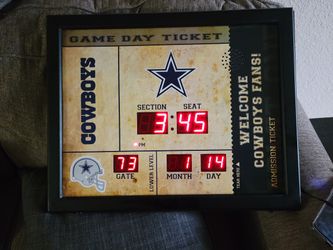 GAME DAY TICKET
COWBOYS
SECTION SEAT
3:45
PM
73
GATE
LOWER LEVEL
1 14
MONTH DAY
WELCOME
COWBOYS FANS!
ADMISSION TICKET